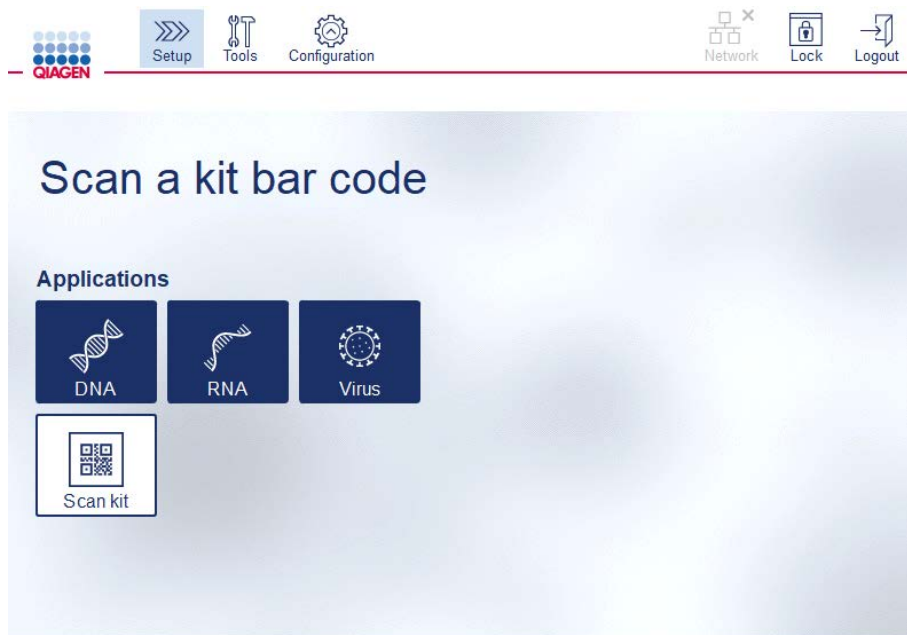 Setup
Tools
Configuration
Network
Lock
Logout
QIAGEN
Scan a kit bar code
Applications
DNA
RNA
Virus
Scan kit